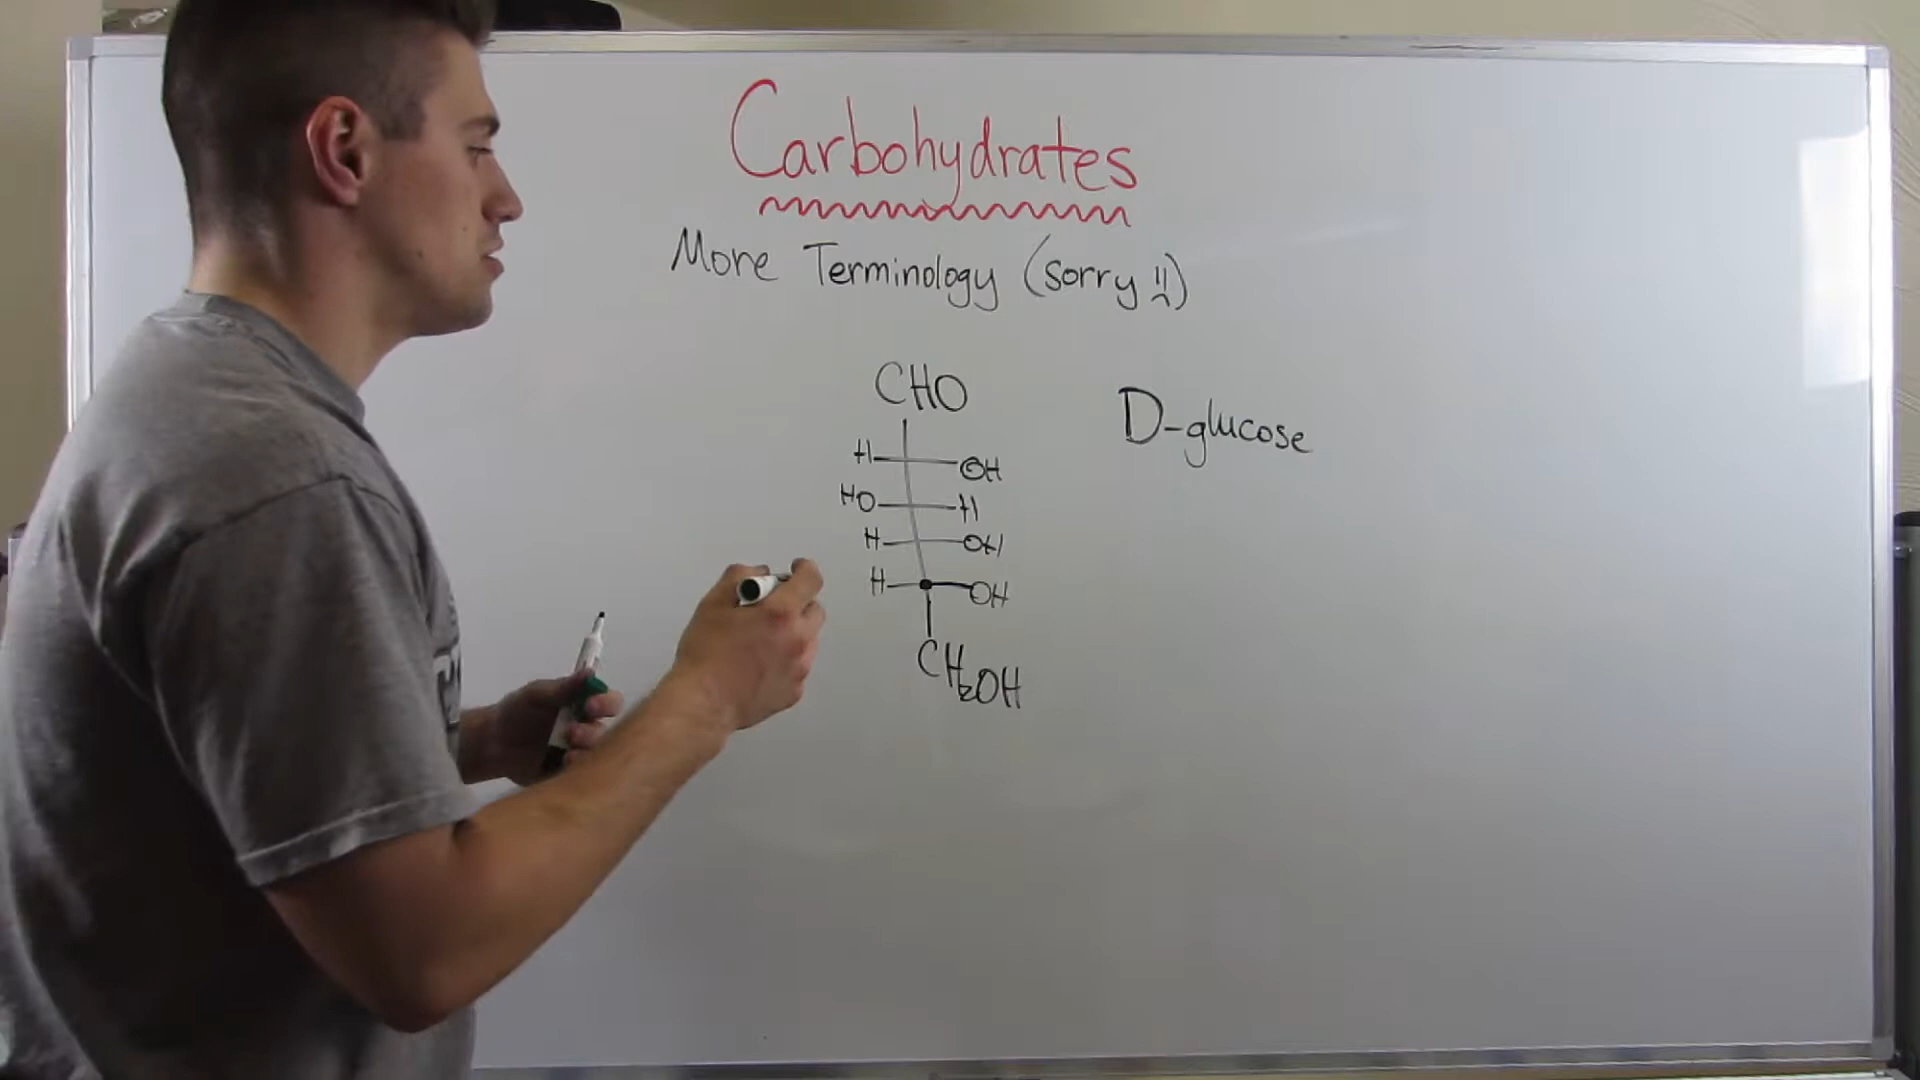 Carbohydrates
More Terminology (sorry !!)
CHO
D-glucose
H OH
HO H
H OH
H OH
CH2OH